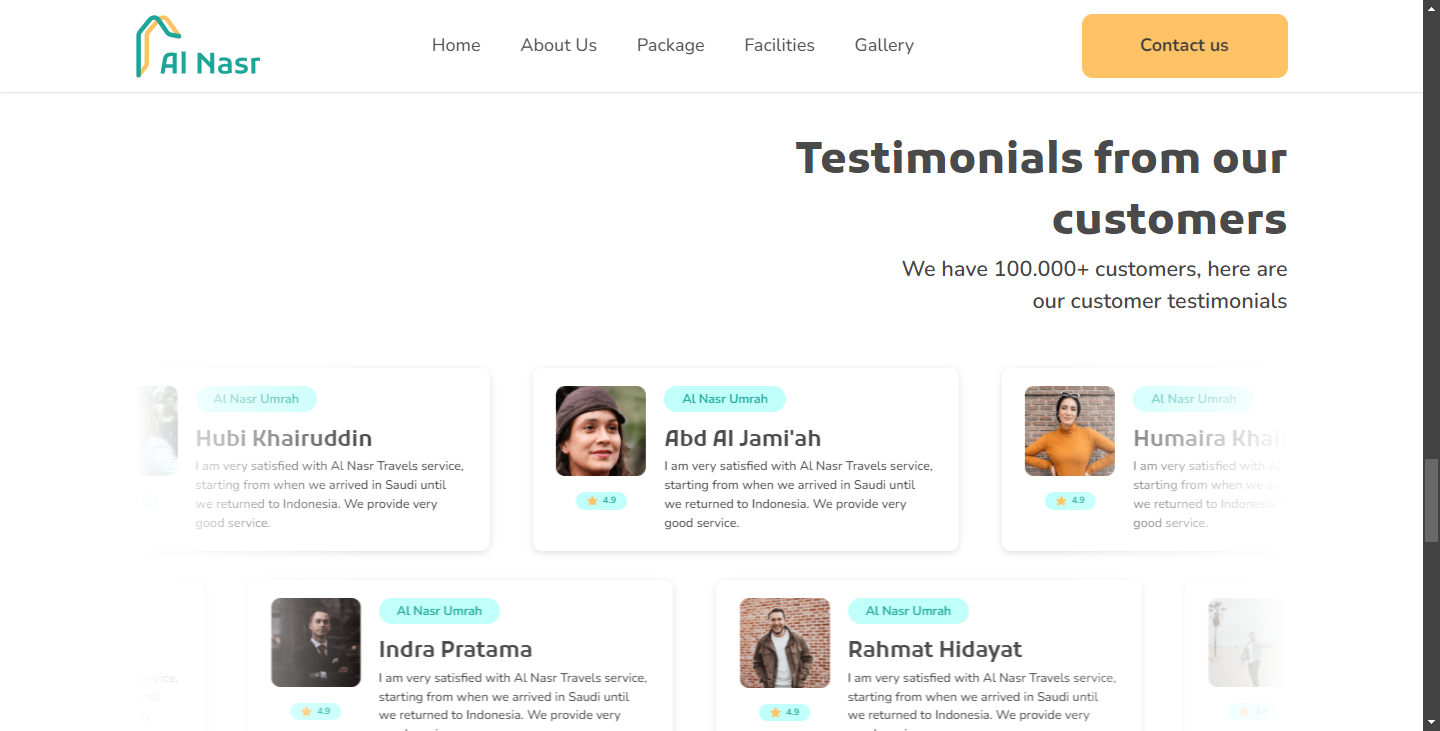 Al Nasr
Home
About Us
Package
Facilities
Gallery
Contact us
Testimonials from our
customers
We have 100.000+ customers, here are
our customer testimonials
Al Nasr Umrah
Hubi Khairuddin
I am very satisfied with Al Nasr Travels service,
starting from when we arrived in Saudi until
we returned to Indonesia. We provide very
good service.
Al Nasr Umrah
Abd Al Jami'ah
I am very satisfied with Al Nasr Travels service,
starting from when we arrived in Saudi until
we returned to Indonesia. We provide very
good service.
4.9
Al Nasr Umrah
Humaira Khai
I am very satisfied with Al
starting from when we
we returned to Indonesia
good service.
4.9
Al Nasr Umrah
Indra Pratama
I am very satisfied with Al Nasr Travels service,
starting from when we arrived in Saudi until
we returned to Indonesia. We provide very
4.9
Al Nasr Umrah
Rahmat Hidayat
I am very satisfied with Al Nasr Travels service,
starting from when we arrived in Saudi until
we returned to Indonesia. We provide very
4.9
4.9